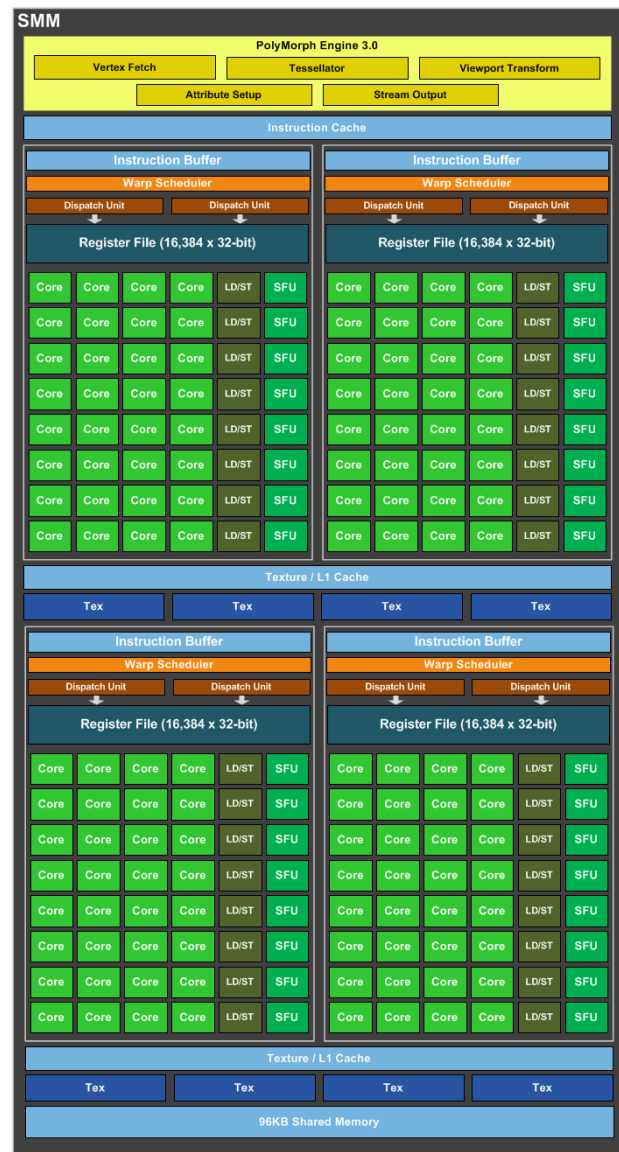 SMM
PolyMorph Engine 3.0
Vertex Fetch Tessellator Viewport Transform
Attribute Setup Stream Output
Instruction Cache
Instruction Buffer Instruction Buffer
Warp Scheduler Warp Scheduler
Dispatch Unit Dispatch Unit Dispatch Unit Dispatch Unit
Register File (16,384 x 32-bit) Register File (16,384 x 32-bit)
Core Core Core Core LD/ST SFU Core Core Core Core LD/ST SFU
Core Core Core Core LD/ST SFU Core Core Core Core LD/ST SFU
Core Core Core Core LD/ST SFU Core Core Core Core LD/ST SFU
Core Core Core Core LD/ST SFU Core Core Core Core LD/ST SFU
Core Core Core Core LD/ST SFU Core Core Core Core LD/ST SFU
Core Core Core Core LD/ST SFU Core Core Core Core LD/ST SFU
Core Core Core Core LD/ST SFU Core Core Core Core LD/ST SFU
Core Core Core Core LD/ST SFU Core Core Core Core LD/ST SFU
Texture / L1 Cache
Tex Tex Tex Tex
Instruction Buffer Instruction Buffer
Warp Scheduler Warp Scheduler
Dispatch Unit Dispatch Unit Dispatch Unit Dispatch Unit
Register File (16,384 x 32-bit) Register File (16,384 x 32-bit)
Core Core Core Core LD/ST SFU Core Core Core Core LD/ST SFU
Core Core Core Core LD/ST SFU Core Core Core Core LD/ST SFU
Core Core Core Core LD/ST SFU Core Core Core Core LD/ST SFU
Core Core Core Core LD/ST SFU Core Core Core Core LD/ST SFU
Core Core Core Core LD/ST SFU Core Core Core Core LD/ST SFU
Core Core Core Core LD/ST SFU Core Core Core Core LD/ST SFU
Core Core Core Core LD/ST SFU Core Core Core Core LD/ST SFU
Core Core Core Core LD/ST SFU Core Core Core Core LD/ST SFU
Texture / L1 Cache
Tex Tex Tex Tex
96KB Shared Memory